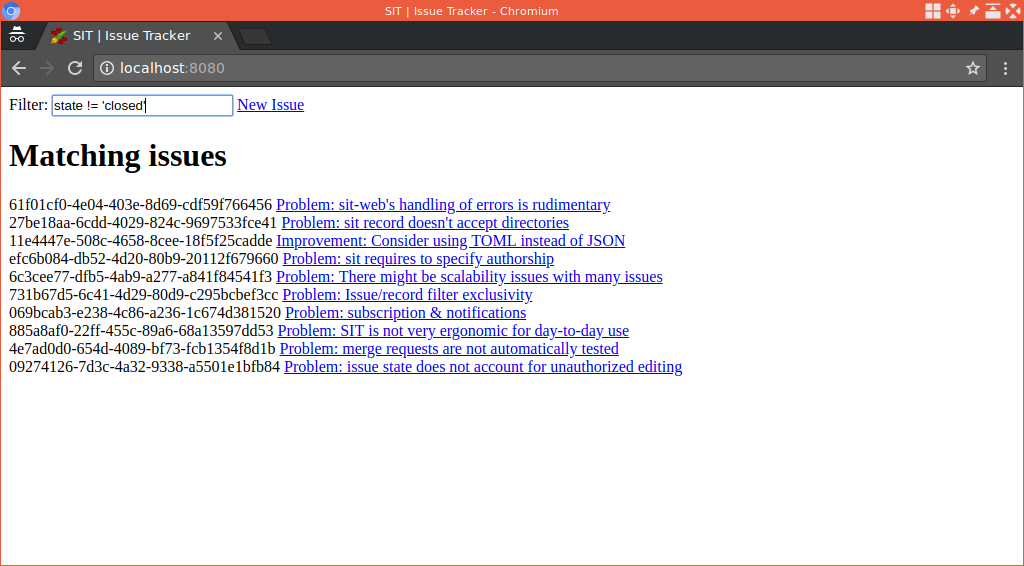 SIT | Issue Tracker - Chromium
SIT | Issue Tracker
localhost:8080
Filter: state != 'closed' New Issue
Matching issues
61f01cf0-4e04-403e-8d69-cdf59f766456 Problem: sit-web's handling of errors is rudimentary
27be18aa-6cdd-4029-824c-9697533fce41 Problem: sit record doesn't accept directories
11e4447e-508c-4658-8cee-18f5f25cadde Improvement: Consider using TOML instead of JSON
efc6b084-db52-4d20-80b9-20112f679660 Problem: sit requires to specify authorship
6c3cee77-dfb5-4ab9-a277-a841f84541f3 Problem: There might be scalability issues with many issues
731b67d5-6c41-4d29-80d9-c295bcbef3cc Problem: Issue/record filter exclusivity
069bcab3-e238-4c86-a236-1c674d381520 Problem: subscription & notifications
885a8af0-22ff-455c-89a6-68a13597dd53 Problem: SIT is not very ergonomic for day-to-day use
4e7ad0d0-654d-4089-bf73-fcb1354f8d1b Problem: merge requests are not automatically tested
09274126-7d3c-4a32-9338-a5501e1bfb84 Problem: issue state does not account for unauthorized editing